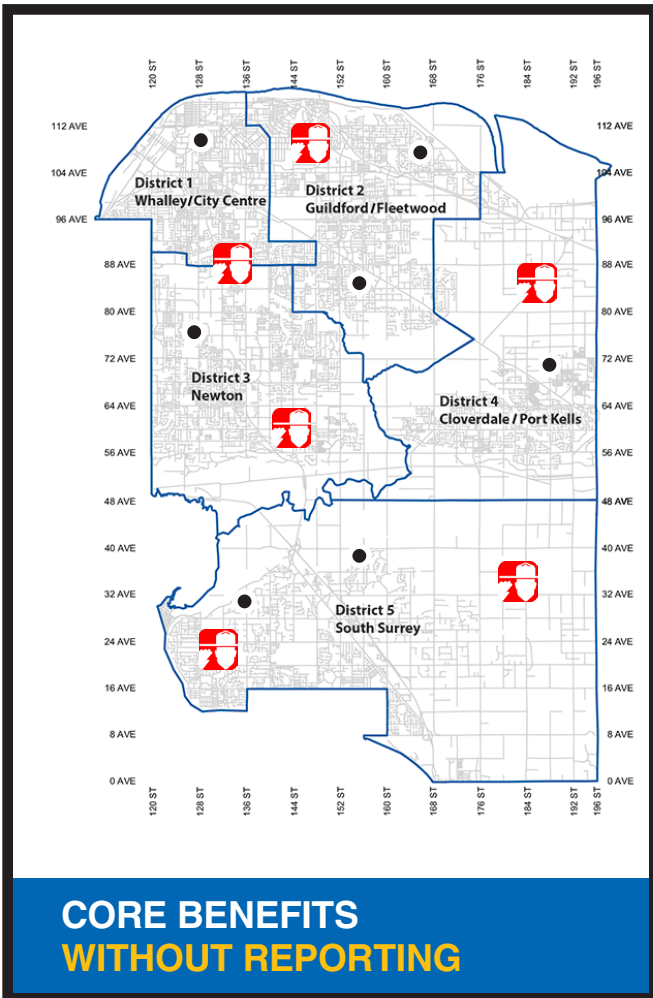 120 ST
128 ST
136 ST
144 ST
152 ST
160 ST
168 ST
176 ST
184 ST
192 ST
196 ST
112 AVE
112 AVE
104 AVE
104 AVE
District 1
Whalley/City Centre
District 2
Guildford/Fleetwood
96 AVE
96 AVE
88 AVE
88 AVE
80 AVE
80 AVE
72 AVE
72 AVE
District 3
Newton
64 AVE
64 AVE
District 4
Cloverdale/Port Kells
56 AVE
56 AVE
48 AVE
48 AVE
40 AVE
40 AVE
32 AVE
32 AVE
District 5
South Surrey
24 AVE
24 AVE
16 AVE
16 AVE
8 AVE
8 AVE
0 AVE
0 AVE
120 ST
128 ST
136 ST
144 ST
152 ST
160 ST
168 ST
176 ST
184 ST
192 ST
196 ST
CORE BENEFITS
WITHOUT REPORTING